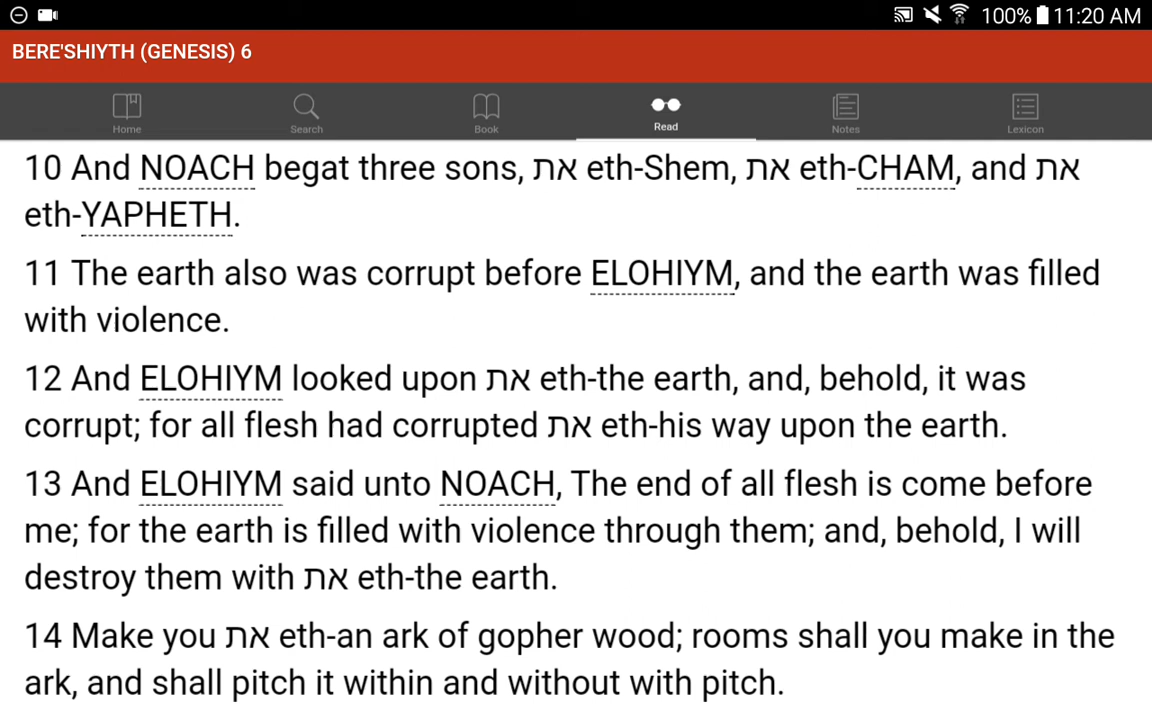 100% 11:20 AM
BERE'SHIYTH (GENESIS) 6
Home Search Book Read Notes Lexicon
10 And NOACH begat three sons, את eth-Shem, את eth-CHAM, and את
eth-YAPHETH.
11 The earth also was corrupt before ELOHIYM, and the earth was filled
with violence.
12 And ELOHIYM looked upon את eth-the earth, and, behold, it was
corrupt; for all flesh had corrupted את eth-his way upon the earth.
13 And ELOHIYM said unto NOACH, The end of all flesh is come before
me; for the earth is filled with violence through them; and, behold, I will
destroy them with את eth-the earth.
14 Make you את eth-an ark of gopher wood; rooms shall you make in the
ark, and shall pitch it within and without with pitch.